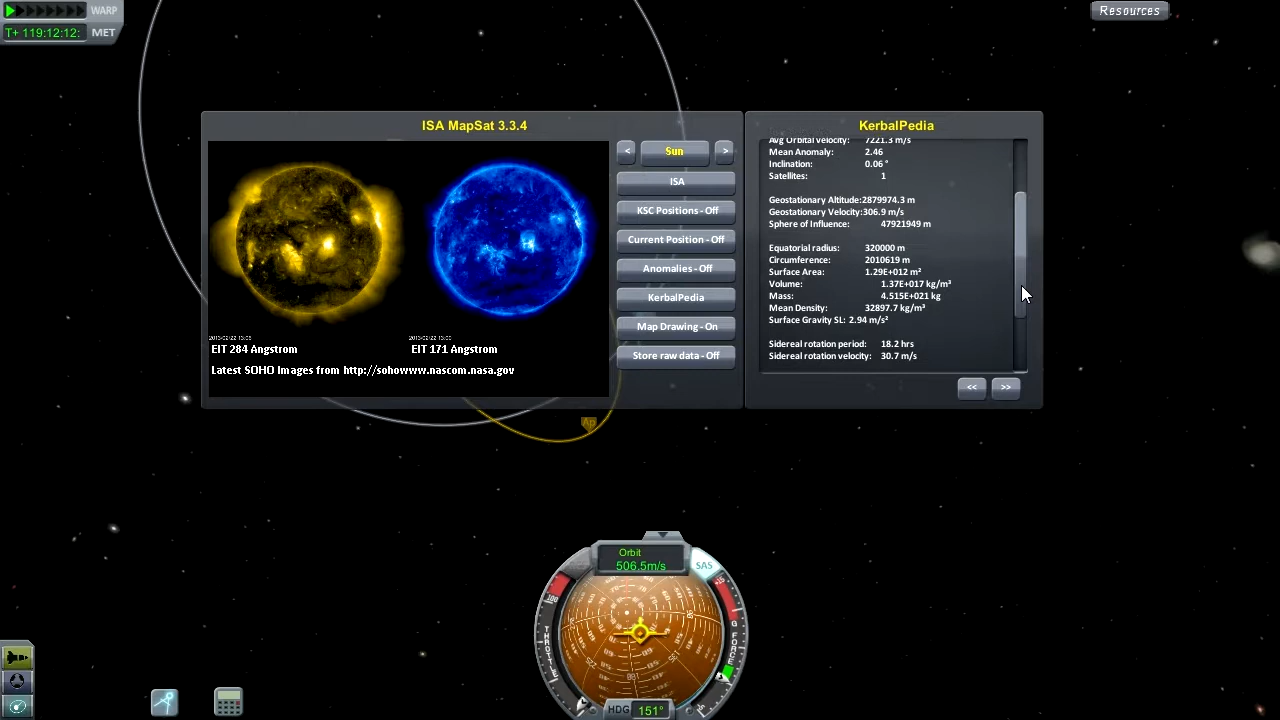 WARP
T+ 119:12:12:
MET
Resources
ISA MapSat 3.3.4
< Sun >
ISA
KSC Positions - Off
Current Position - Off
Anomalies - Off
KerbalPedia
Map Drawing - On
Store raw data - Off
EIT 284 Angstrom
EIT 171 Angstrom
Latest SOHO Images from http://sohowww.nascom.nasa.gov
KerbalPedia
Avg Orbital velocity: 7221.3 m/s
Mean Anomaly: 2.46
Inclination: 0.06 °
Satellites: 1
Geostationary Altitude:2879974.3 m
Geostationary Velocity:306.9 m/s
Sphere of Influence: 47921949 m
Equatorial radius: 320000 m
Circumference: 2010619 m
Surface Area: 1.29E+012 m²
Volume: 1.37E+017 kg/m³
Mass: 4.515E+021 kg
Mean Density: 32897.7 kg/m³
Surface Gravity SL: 2.94 m/s²
Sidereal rotation period: 18.2 hrs
Sidereal rotation velocity: 30.7 m/s
<< >>
Ap
Orbit
506.5m/s
SAS
THROTTLE
G FORCE
HDG 151°